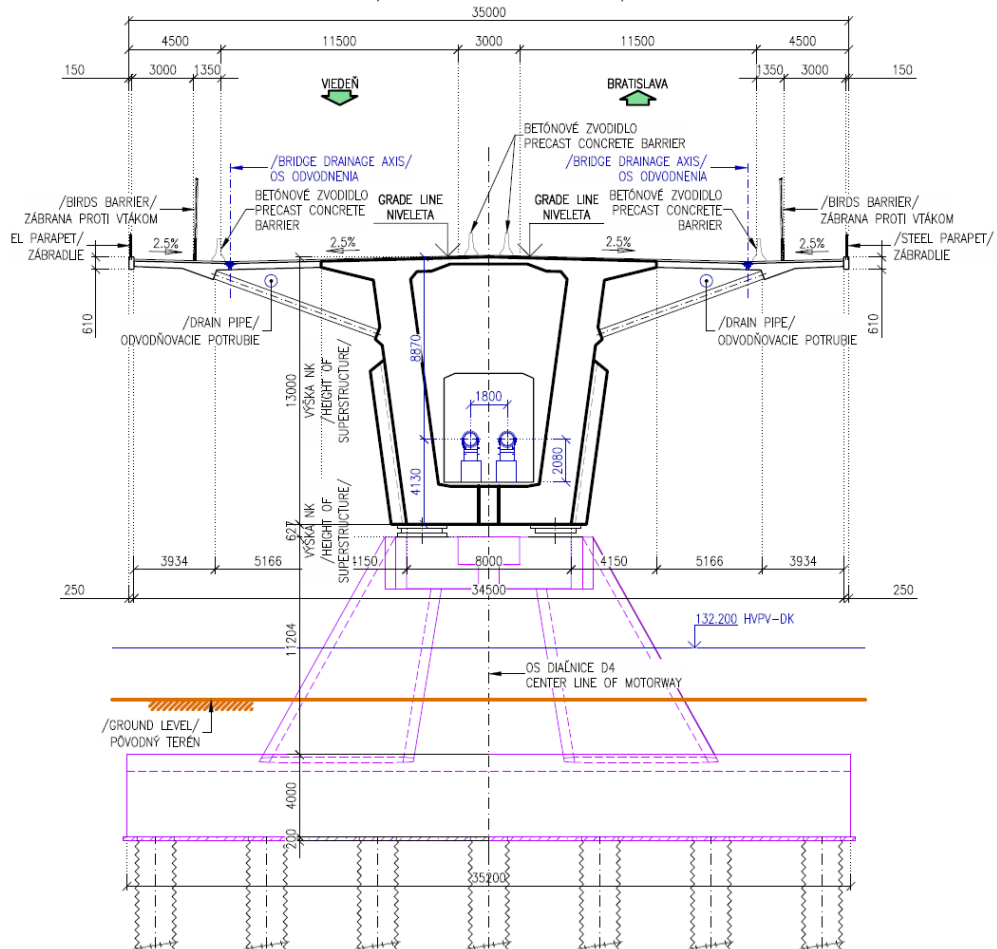 35000
4500
11500
3000
11500
4500
150
3000
1350
1350
3000
150
VIEDEŇ
BRATISLAVA
BETÓNOVÉ ZVODIDLO
PRECAST CONCRETE BARRIER
/BRIDGE DRAINAGE AXIS/
OS ODVODNENIA
/BRIDGE DRAINAGE AXIS/
OS ODVODNENIA
/BIRDS BARRIER/
ZÁBRANA PROTI VTÁKOM
BETÓNOVÉ ZVODIDLO
PRECAST CONCRETE
BARRIER
GRADE LINE
NIVELETA
GRADE LINE
NIVELETA
BETÓNOVÉ ZVODIDLO
PRECAST CONCRETE
BARRIER
/BIRDS BARRIER/
ZÁBRANA PROTI VTÁKOM
EL PARAPET/
ZÁBRADLIE
/STEEL PARAPET/
ZÁBRADLIE
2.5%
2.5%
2.5%
2.5%
610
610
/DRAIN PIPE/
ODVODŇOVACIE POTRUBIE
/DRAIN PIPE/
ODVODŇOVACIE POTRUBIE
13000
VÝŠKA NK
/HEIGHT OF
SUPERSTRUCTURE/
8870
1800
4130
2080
627
VÝŠKA NK
/HEIGHT OF
SUPERSTRUCTURE/
3934
5166
4150
8000
4150
5166
3934
250
34500
250
132.200 HVPV-DK
11204
OS DIAĽNICE D4
CENTER LINE OF MOTORWAY
/GROUND LEVEL/
PÔVODNÝ TERÉN
4000
200
35200